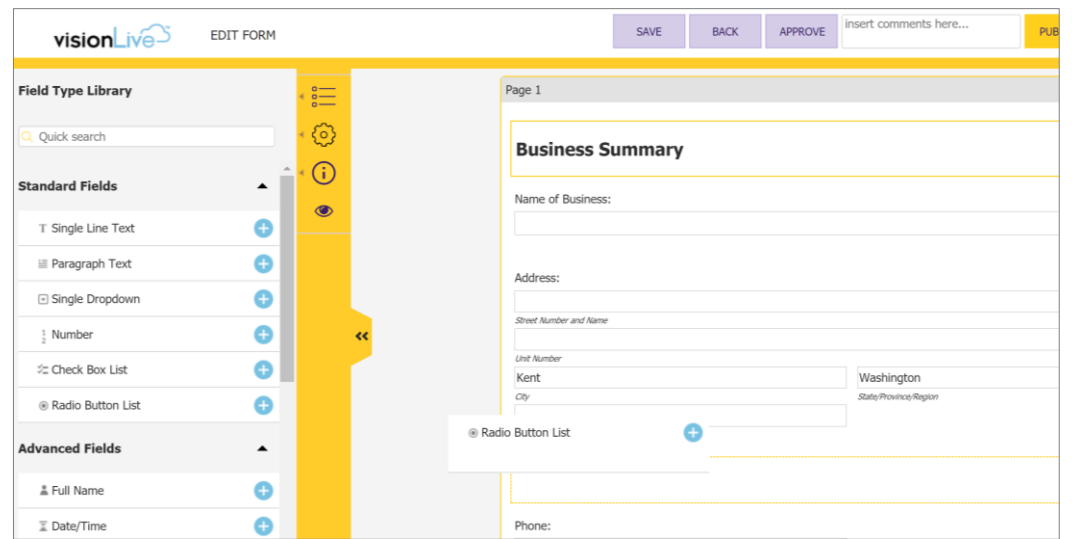 visionLive
EDIT FORM
SAVE
BACK
APPROVE
insert comments here...
PUB
Field Type Library
Quick search
Standard Fields
T Single Line Text
Paragraph Text
Single Dropdown
Number
Check Box List
Radio Button List
Advanced Fields
Full Name
Date/Time
Page 1
Business Summary
Name of Business:
Address:
Street Number and Name
Unit Number
Kent
Washington
City
State/Province/Region
Radio Button List
Phone: